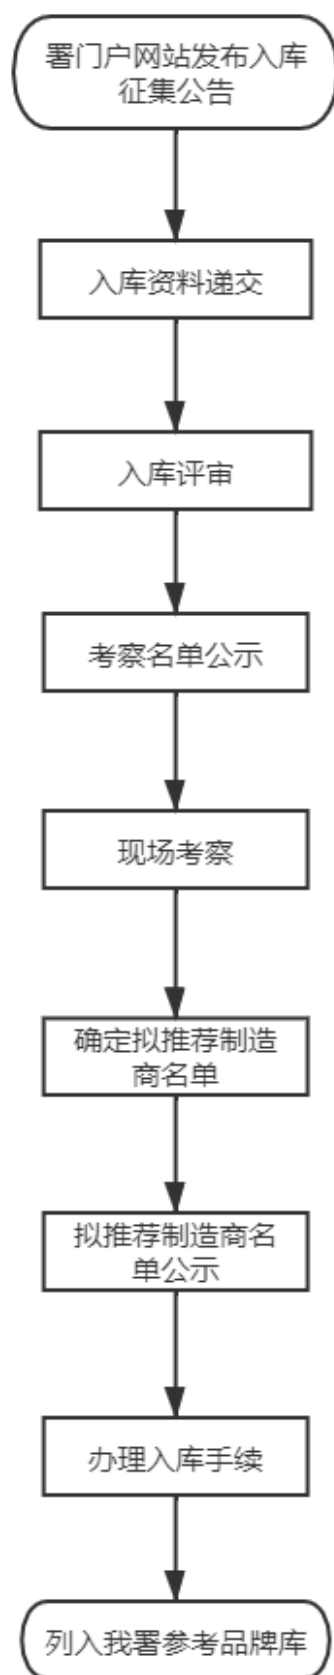 署门户网站发布入库
征集公告
入库资料递交
入库评审
考察名单公示
现场考察
确定拟推荐制造
商名单
拟推荐制造商名
单公示
办理入库手续
列入我署参考品牌库